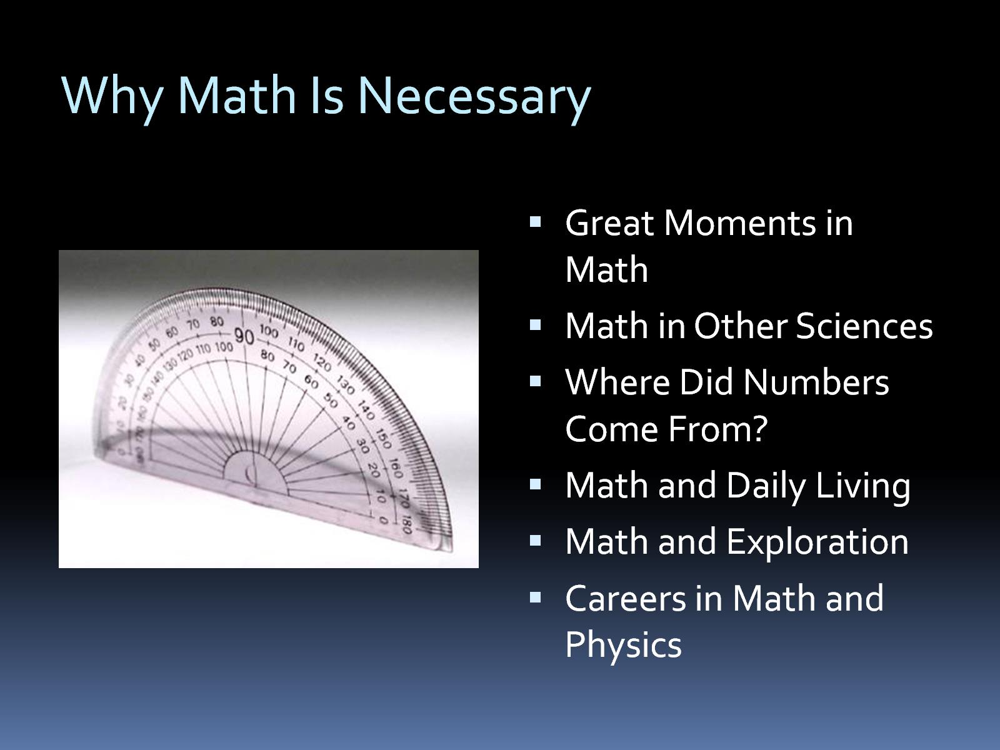 Why Math Is Necessary
▪ Great Moments in
Math
▪ Math in Other Sciences
▪ Where Did Numbers
Come From?
▪ Math and Daily Living
▪ Math and Exploration
▪ Careers in Math and
Physics
0 10 20 30 40 50 60 70 80 90 100 110 120 130 140 150 160 170 180
180 170 160 150 140 130 120 110 100 80 70 60 50 40 30 20 10 0